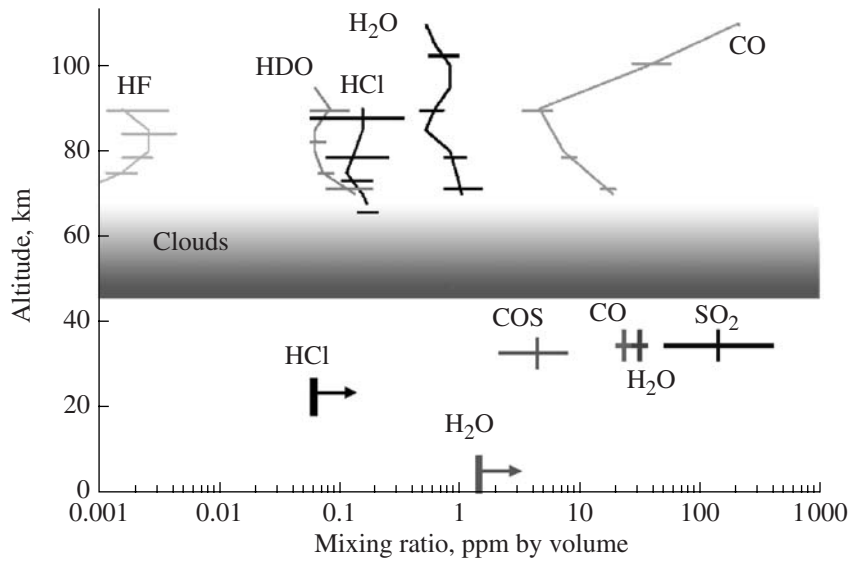 H₂O
CO
HDO
HF
HCl
100
80
60
40
20
0
Altitude, km
Clouds
COS
CO
SO₂
HCl
H₂O
H₂O
0.001
0.01
0.1
1
10
100
1000
Mixing ratio, ppm by volume